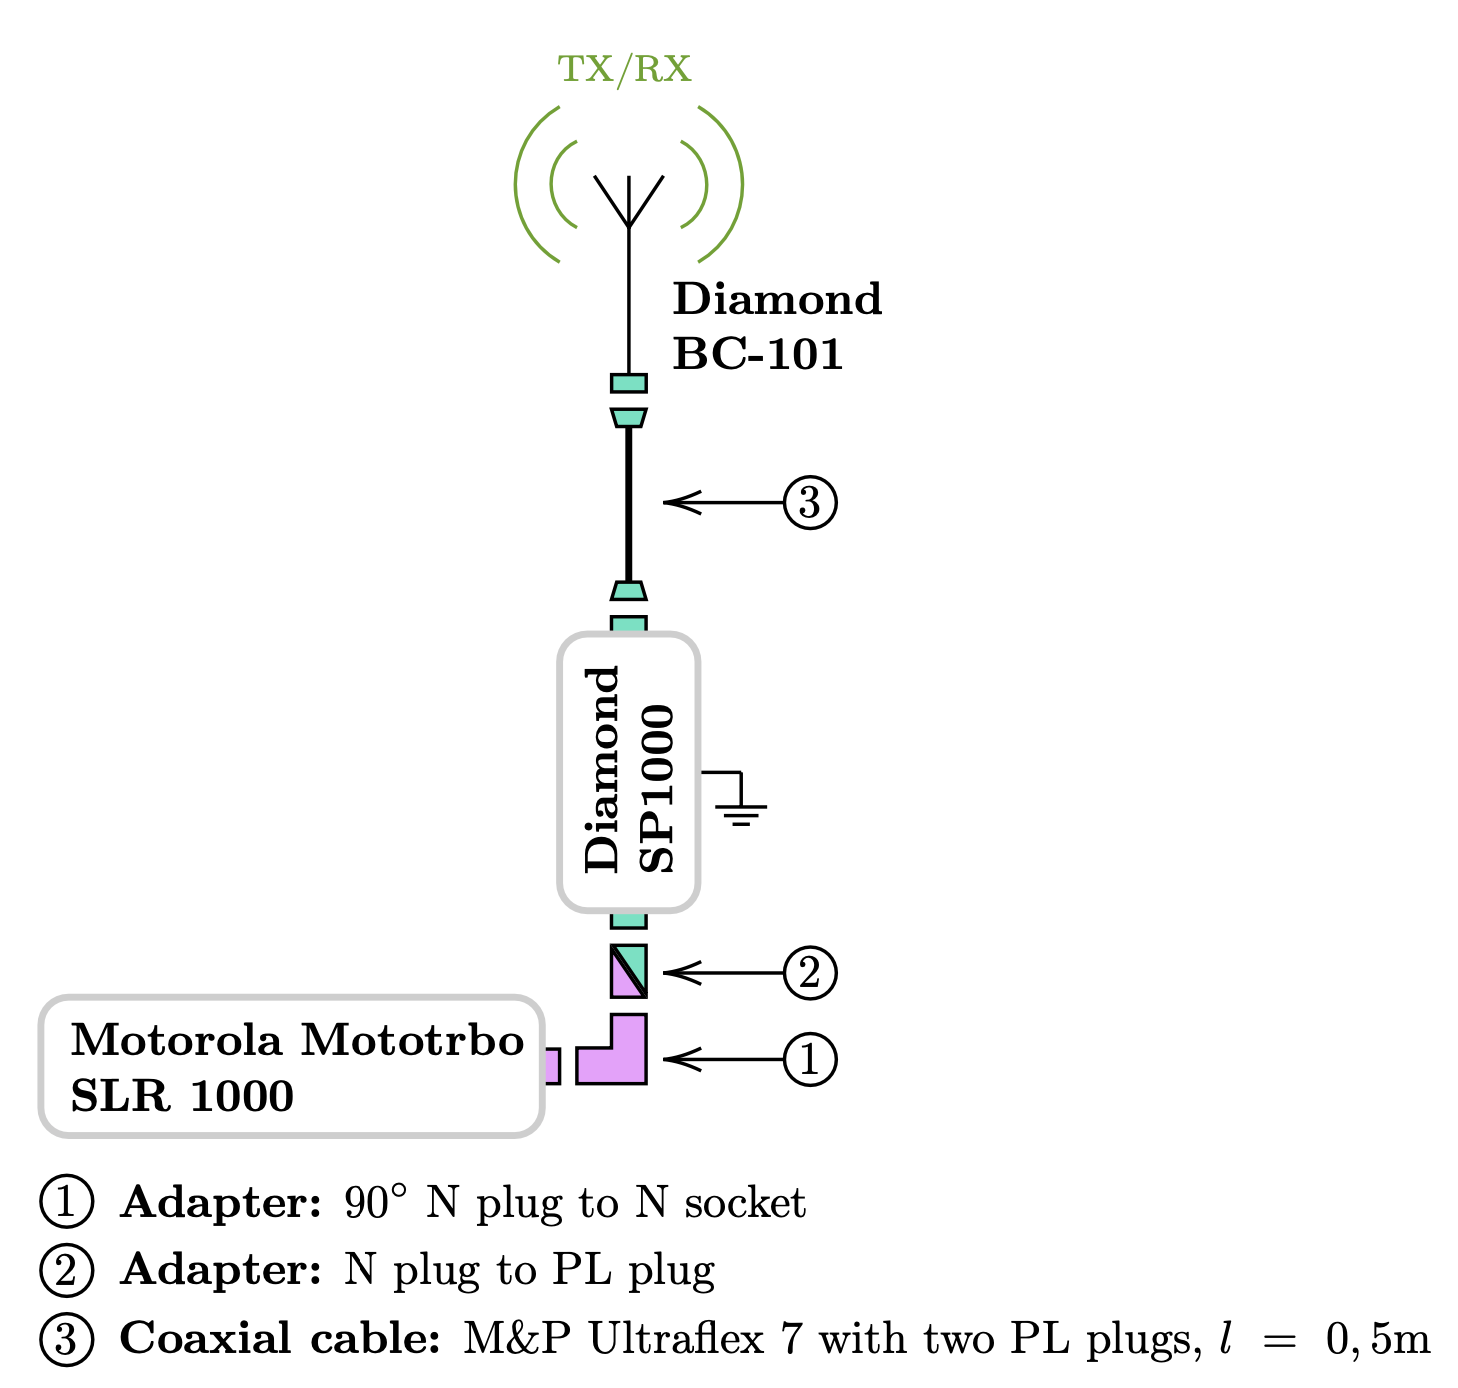 TX/RX
Diamond
BC-101
3
Diamond
SP1000
2
Motorola Mototrbo
SLR 1000
1
1 Adapter: 90° N plug to N socket
2 Adapter: N plug to PL plug
3 Coaxial cable: M&P Ultraflex 7 with two PL plugs, l = 0,5m